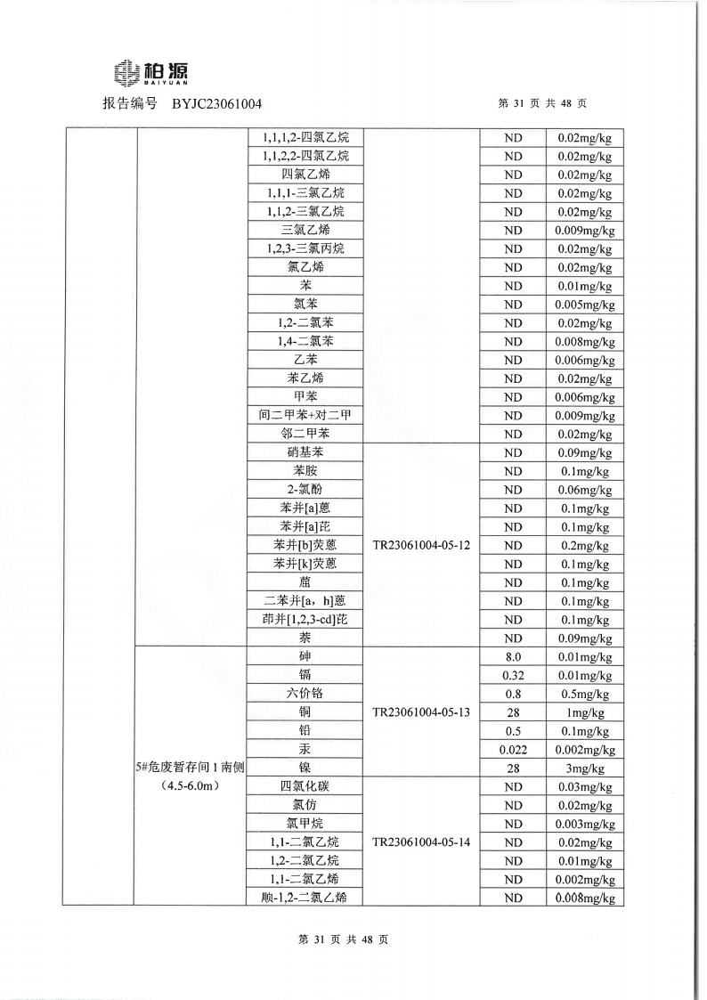 柏源
BAIYUAN
报告编号 BYJC23061004
第 31 页 共 48 页
1,1,1,2-四氯乙烷 ND 0.02mg/kg
1,1,2,2-四氯乙烷 ND 0.02mg/kg
四氯乙烯 ND 0.02mg/kg
1,1,1-三氯乙烷 ND 0.02mg/kg
1,1,2-三氯乙烷 ND 0.02mg/kg
三氯乙烯 ND 0.009mg/kg
1,2,3-三氯丙烷 ND 0.02mg/kg
氯乙烯 ND 0.02mg/kg
苯 ND 0.01mg/kg
氯苯 ND 0.005mg/kg
1,2-二氯苯 ND 0.02mg/kg
1,4-二氯苯 ND 0.008mg/kg
乙苯 ND 0.006mg/kg
苯乙烯 ND 0.02mg/kg
甲苯 ND 0.006mg/kg
间二甲苯+对二甲 ND 0.009mg/kg
邻二甲苯 ND 0.02mg/kg
硝基苯 ND 0.09mg/kg
苯胺 ND 0.1mg/kg
2-氯酚 ND 0.06mg/kg
苯并[a]蒽 ND 0.1mg/kg
苯并[a]芘 ND 0.1mg/kg
苯并[b]荧蒽 TR23061004-05-12 ND 0.2mg/kg
苯并[k]荧蒽 ND 0.1mg/kg
䓛 ND 0.1mg/kg
二苯并[a，h]蒽 ND 0.1mg/kg
茚并[1,2,3-cd]芘 ND 0.1mg/kg
萘 ND 0.09mg/kg
砷 8.0 0.01mg/kg
镉 0.32 0.01mg/kg
六价铬 0.8 0.5mg/kg
铜 TR23061004-05-13 28 1mg/kg
铅 0.5 0.1mg/kg
汞 0.022 0.002mg/kg
5#危废暂存间 1 南侧 镍 28 3mg/kg
（4.5-6.0m） 四氯化碳 ND 0.03mg/kg
氯仿 ND 0.02mg/kg
氯甲烷 ND 0.003mg/kg
1,1-二氯乙烷 TR23061004-05-14 ND 0.02mg/kg
1,2-二氯乙烷 ND 0.01mg/kg
1,1-二氯乙烯 ND 0.002mg/kg
顺-1,2-二氯乙烯 ND 0.008mg/kg
第 31 页 共 48 页